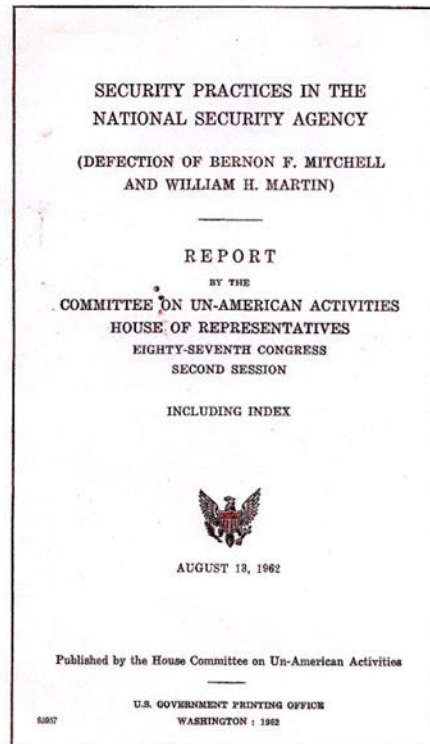 SECURITY PRACTICES IN THE
NATIONAL SECURITY AGENCY
(DEFECTION OF BERNON F. MITCHELL
AND WILLIAM H. MARTIN)
REPORT
BY THE
COMMITTEE ON UN-AMERICAN ACTIVITIES
HOUSE OF REPRESENTATIVES
EIGHTY-SEVENTH CONGRESS
SECOND SESSION
INCLUDING INDEX
AUGUST 13, 1962
Published by the House Committee on Un-American Activities
U.S. GOVERNMENT PRINTING OFFICE
WASHINGTON : 1962